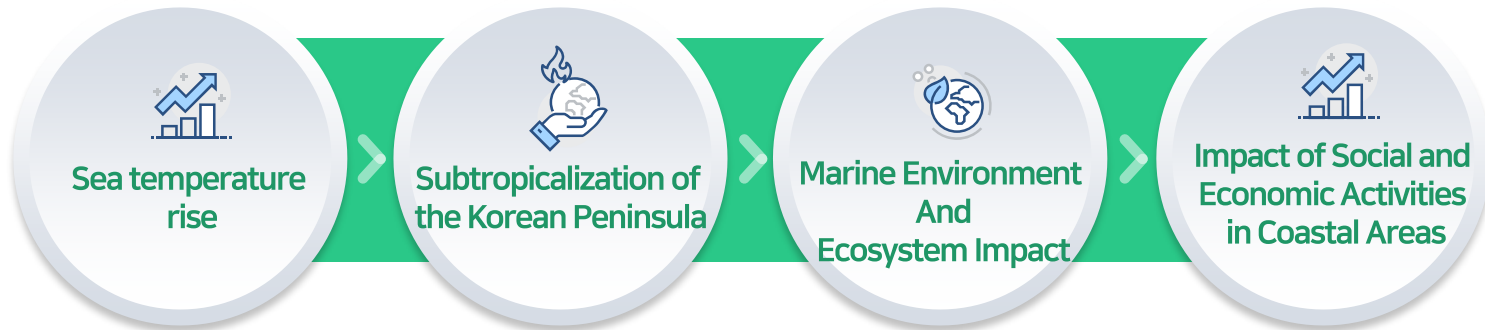 Sea temperature
rise
Subtropicalization of
the Korean Peninsula
Marine Environment
And
Ecosystem Impact
Impact of Social and
Economic Activities
in Coastal Areas